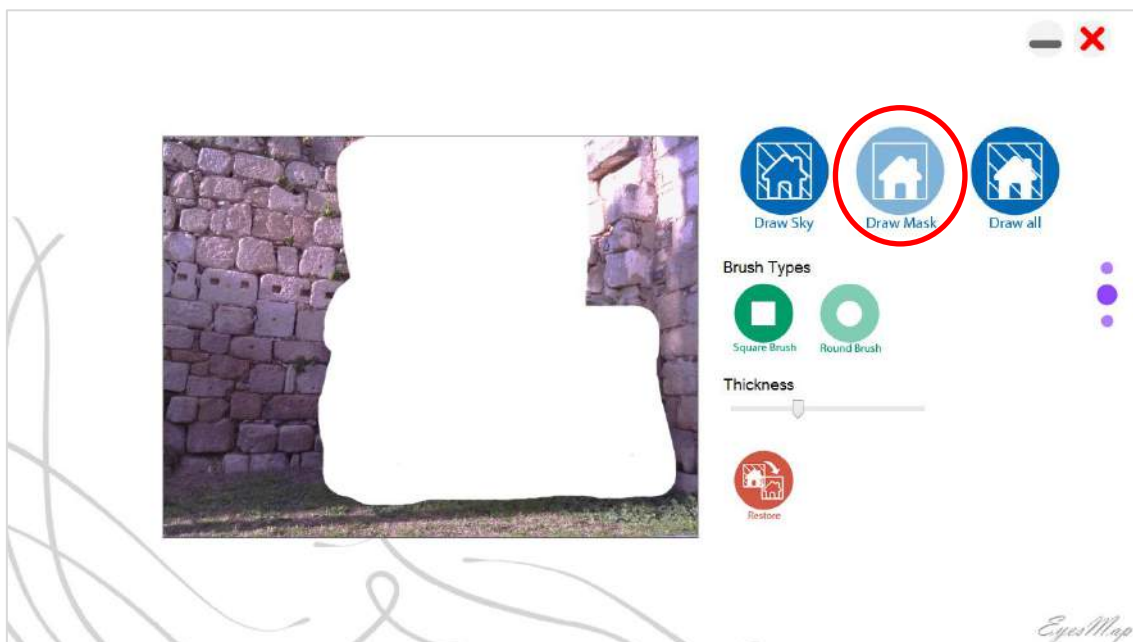 Draw Sky
Draw Mask
Draw all
Brush Types
Square Brush
Round Brush
Thickness
Restore
EyesMap